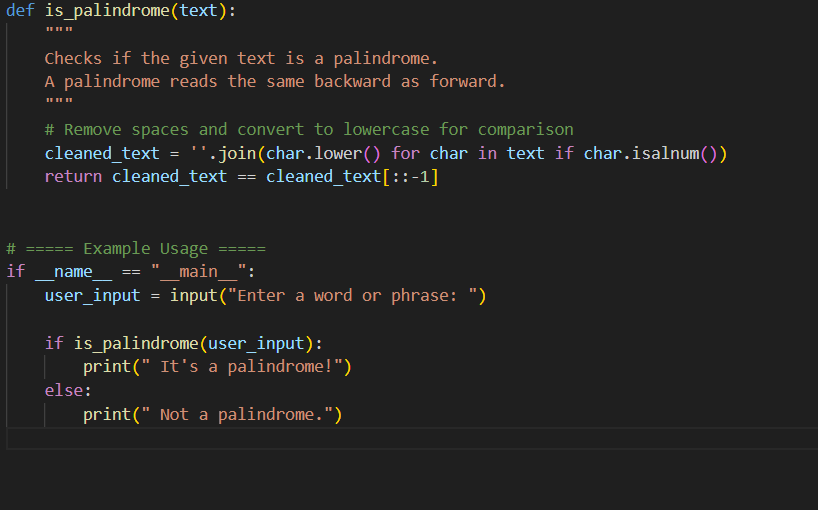 def is_palindrome(text):
    """
    Checks if the given text is a palindrome.
    A palindrome reads the same backward as forward.
    """
    # Remove spaces and convert to lowercase for comparison
    cleaned_text = ''.join(char.lower() for char in text if char.isalnum())
    return cleaned_text == cleaned_text[::-1]
# ===== Example Usage =====
if __name__ == "__main__":
    user_input = input("Enter a word or phrase: ")
    if is_palindrome(user_input):
        print(" It's a palindrome!")
    else:
        print(" Not a palindrome.")